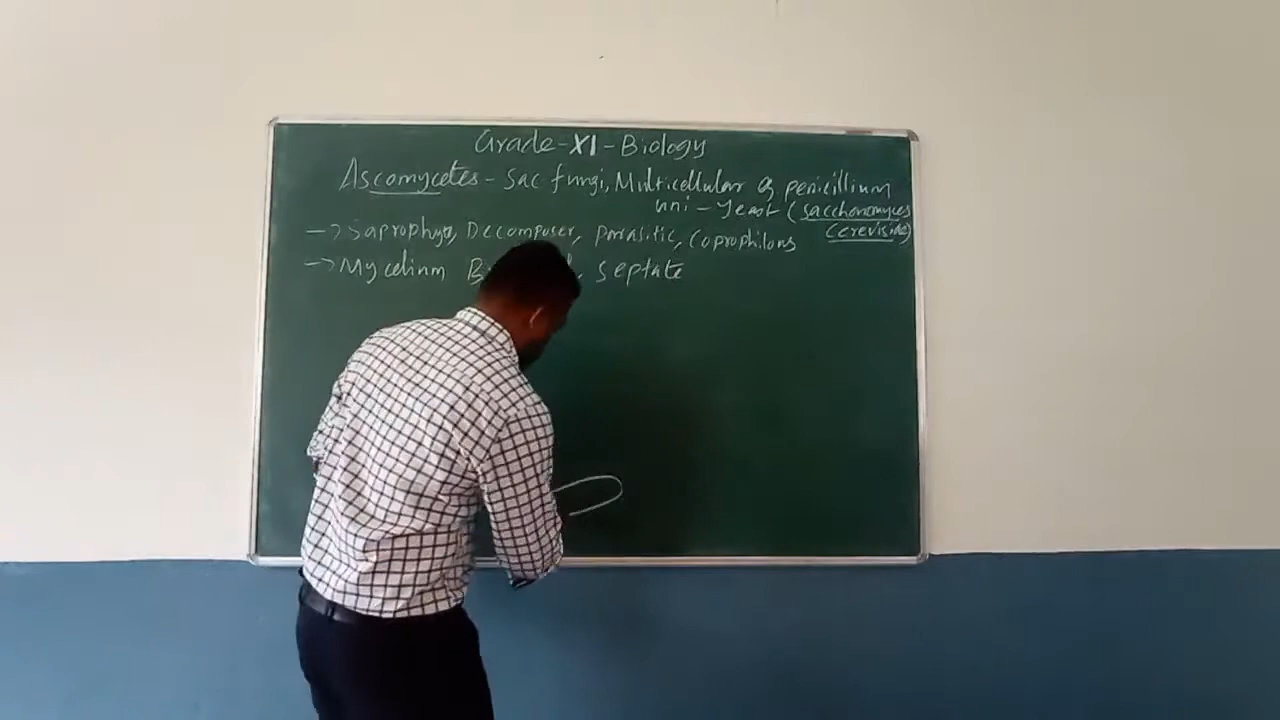 Grade-XI-Biology
Ascomycetes - Sac fungi, Multicellular eg penicillium
uni - Yeast (saccharomyces
cerevisiae)
→ Saprophyte, Decomposer, parasitic, Coprophilous
→ Mycelium septate